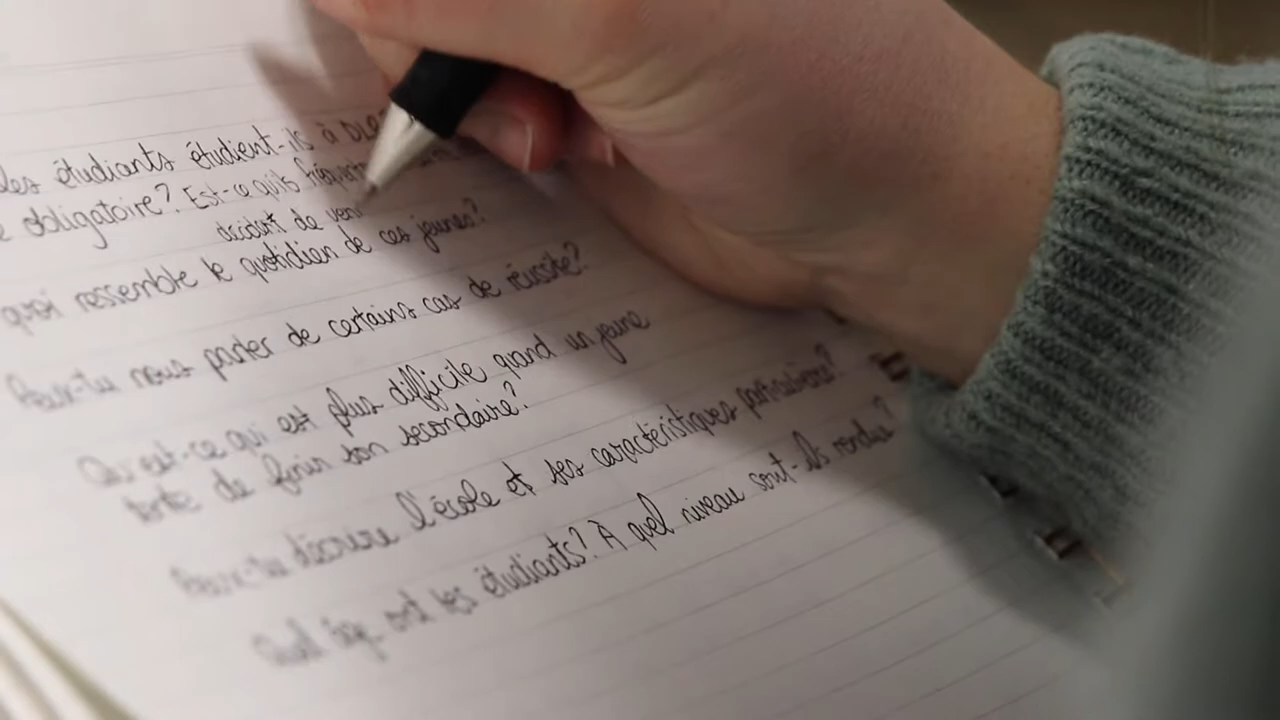 les étudiants étudient-ils à
obligatoire? Est-ce qu'ils
décident de
quoi ressemble le quotidien de ces jeunes?
Peux-tu nous parler de certains cas de réussite?
Qu'est-ce qui est plus difficile quand un jeune
tente de finir son secondaire?
Peux-tu décrire l'école et ses caractéristiques particulières?
Quel âge ont les étudiants? À quel niveau sont-ils rendus?